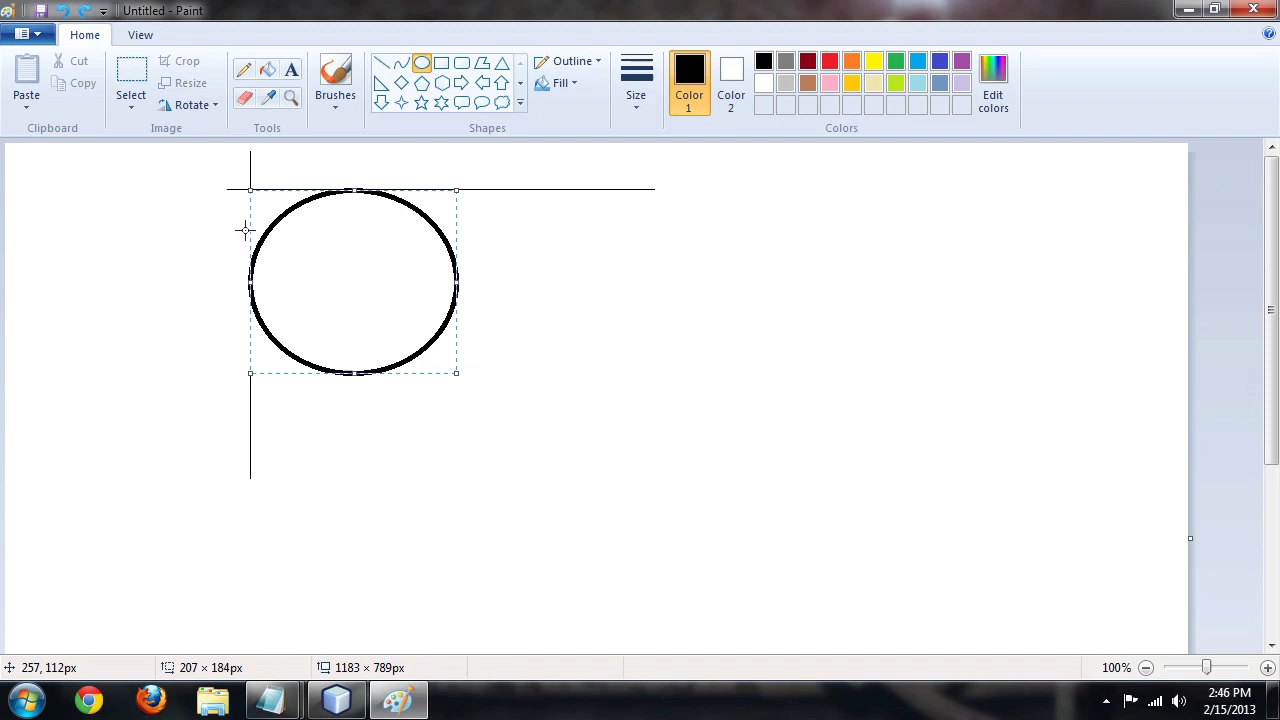 Untitled - Paint
Home View
Paste
Cut
Copy
Clipboard
Select
Crop
Resize
Rotate
Image
A
Tools
Brushes
Outline
Fill
Shapes
Size
Color 1
Color 2
Edit colors
Colors
257, 112px
207 × 184px
1183 × 789px
100%
2:46 PM
2/15/2013